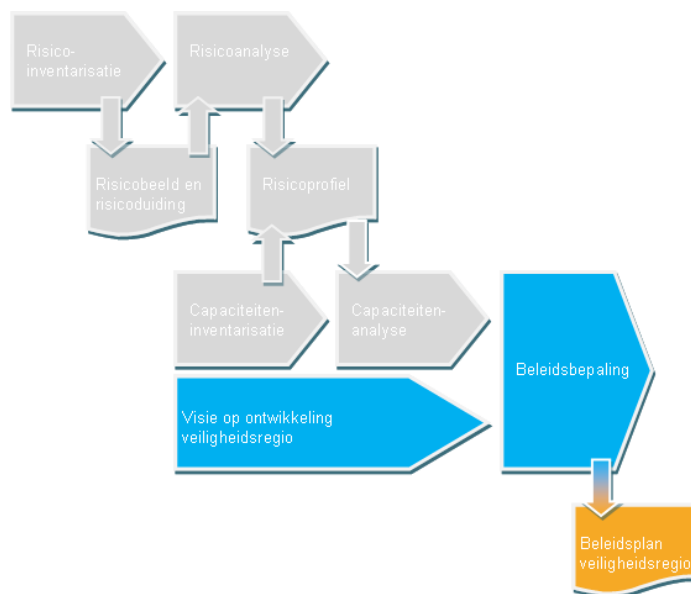 Risico-
inventarisatie
Risicoanalyse
Risicobeeld en
risicoduiding
Risicoprofiel
Capaciteiten-
inventarisatie
Capaciteiten-
analyse
Beleidsbepaling
Visie op ontwikkeling
veiligheidsregio
Beleidsplan
veiligheidsregio